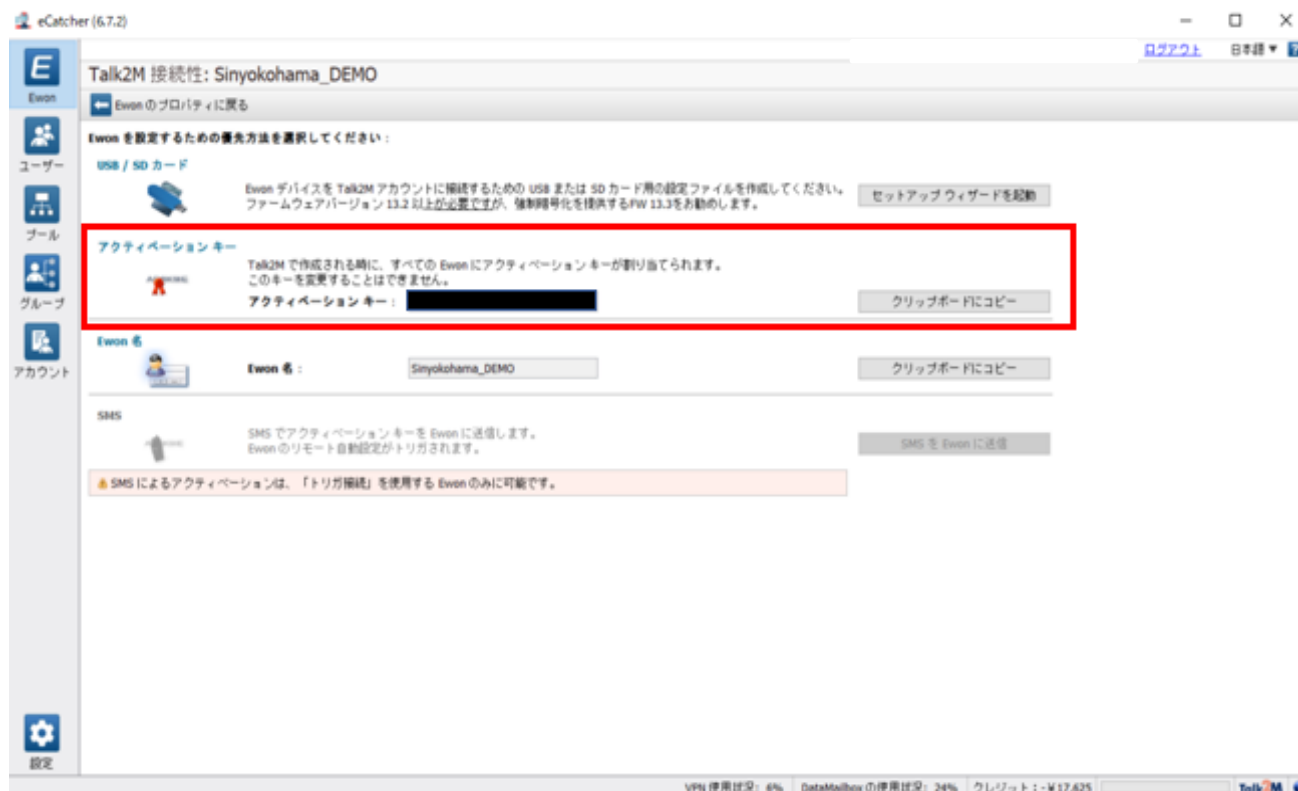 eCatcher (6.7.2)
ログアウト 日本語 ▼ ?
E
Ewon
Talk2M 接続性: Sinyokohama_DEMO
Ewon のプロパティに戻る
Ewon を設定するための優先方法を選択してください :
ユーザー
USB / SD カード
Ewon デバイスを Talk2M アカウントに接続するための USB または SD カード用の設定ファイルを作成してください。
ファームウェアバージョン 13.2 以上が必要ですが、強制暗号化を提供するFW 13.3をお勧めします。
セットアップ ウィザードを起動
プール
アクティベーション キー
Talk2M で作成される時に、すべての Ewon にアクティベーション キーが割り当てられます。
このキーを変更することはできません。
アクティベーション キー :
クリップボードにコピー
グループ
Ewon 名
Ewon 名 : Sinyokohama_DEMO
クリップボードにコピー
アカウント
SMS
SMS でアクティベーション キーを Ewon に送信します。
Ewon のリモート自動設定がトリガされます。
SMS を Ewon に送信
SMS によるアクティベーションは、「トリガ接続」を使用する Ewon のみに可能です。
設定
VPN 使用状況: 6% DataMailbox の使用状況: 24% クレジット : -¥17,625 Talk2M